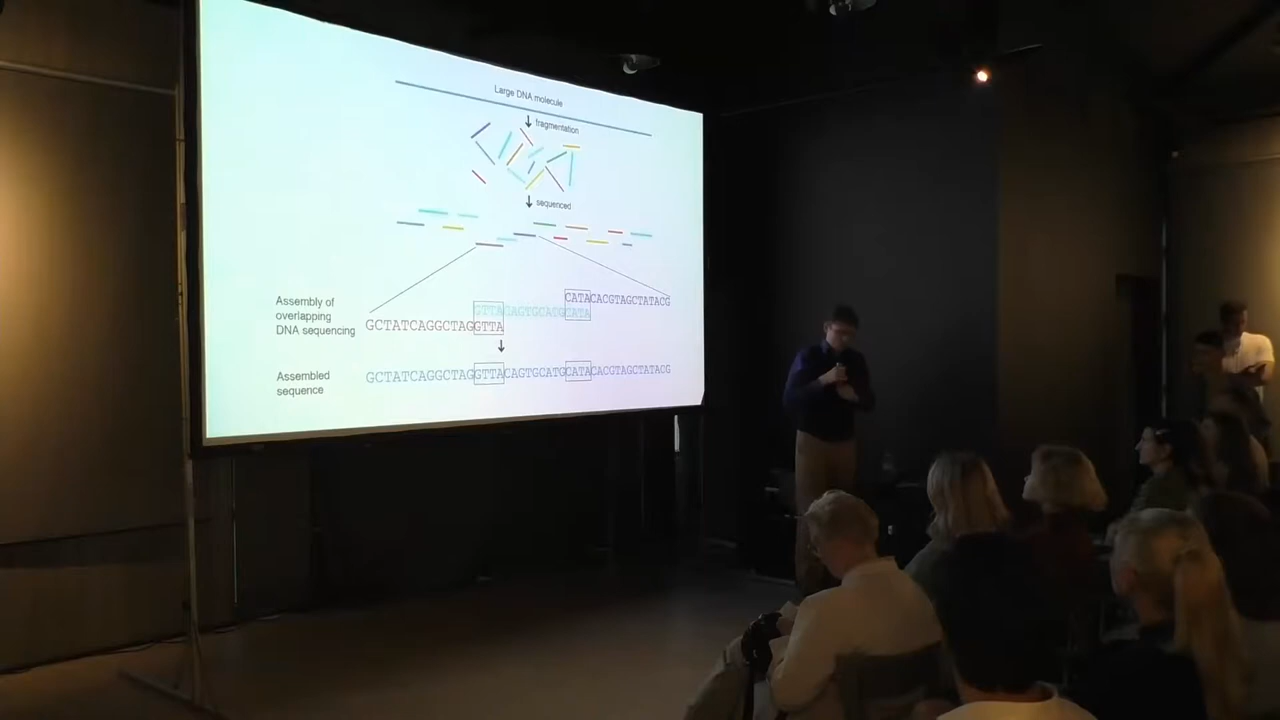 Large DNA molecule
fragmentation
sequenced
Assembly of
overlapping
DNA sequencing
CATACACGTAGCTATACG
GTTACAGTGCATGCATA
GCTATCAGGCTAGGTTA
Assembled
sequence
GCTATCAGGCTAGGTTACAGTGCATGCATACACGTAGCTATACG